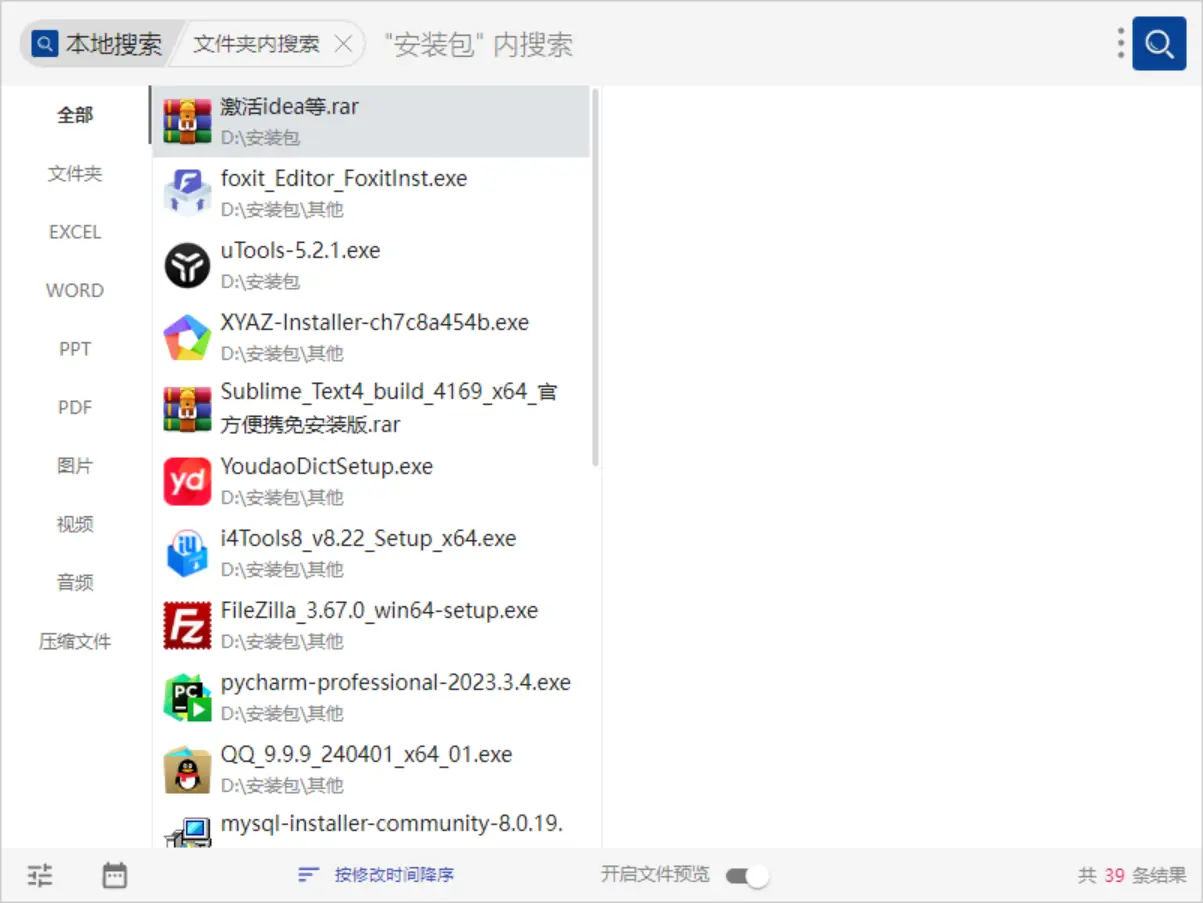 本地搜索
文件夹内搜索
"安装包" 内搜索
全部
文件夹
EXCEL
WORD
PPT
PDF
图片
视频
音频
压缩文件
激活idea等.rar
D:\安装包
foxit_Editor_FoxitInst.exe
D:\安装包\其他
uTools-5.2.1.exe
D:\安装包
XYAZ-Installer-ch7c8a454b.exe
D:\安装包\其他
Sublime_Text4_build_4169_x64_官
方便携免安装版.rar
yd
YoudaoDictSetup.exe
D:\安装包\其他
iU
i4Tools8_v8.22_Setup_x64.exe
D:\安装包\其他
Fz
FileZilla_3.67.0_win64-setup.exe
D:\安装包\其他
PC
pycharm-professional-2023.3.4.exe
D:\安装包\其他
QQ_9.9.9_240401_x64_01.exe
D:\安装包\其他
mysql-installer-community-8.0.19.
按修改时间降序
开启文件预览
共 39 条结果